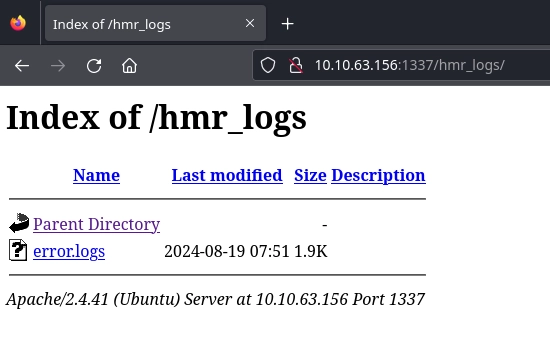 Index of /hmr_logs
10.10.63.156:1337/hmr_logs/
Index of /hmr_logs
Name Last modified Size Description
Parent Directory -
error.logs 2024-08-19 07:51 1.9K
Apache/2.4.41 (Ubuntu) Server at 10.10.63.156 Port 1337